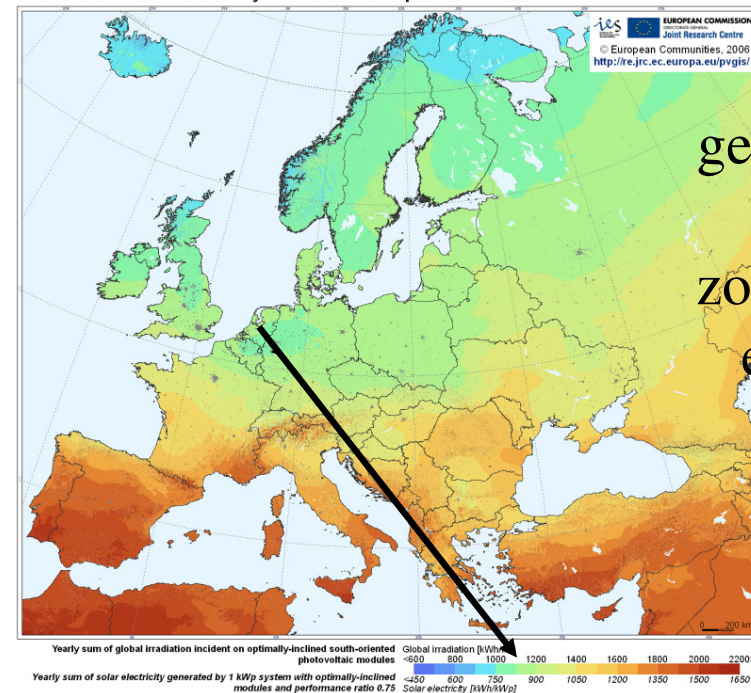 EUROPEAN COMMISSION
DIRECTORATE GENERAL
Joint Research Centre
ies
© European Communities, 2006
http://re.jrc.ec.europa.eu/pvgis/
ge
zo
e
0 200 km
Yearly sum of global irradiation incident on optimally-inclined south-oriented
photovoltaic modules
Global irradiation [kWh/
<600 800 1000 1200 1400 1600 1800 2000 2200>
Yearly sum of solar electricity generated by 1 kWp system with optimally-inclined
modules and performance ratio 0.75
<450 600 750 900 1050 1200 1350 1500 1650>
Solar electricity [kWh/kWp]